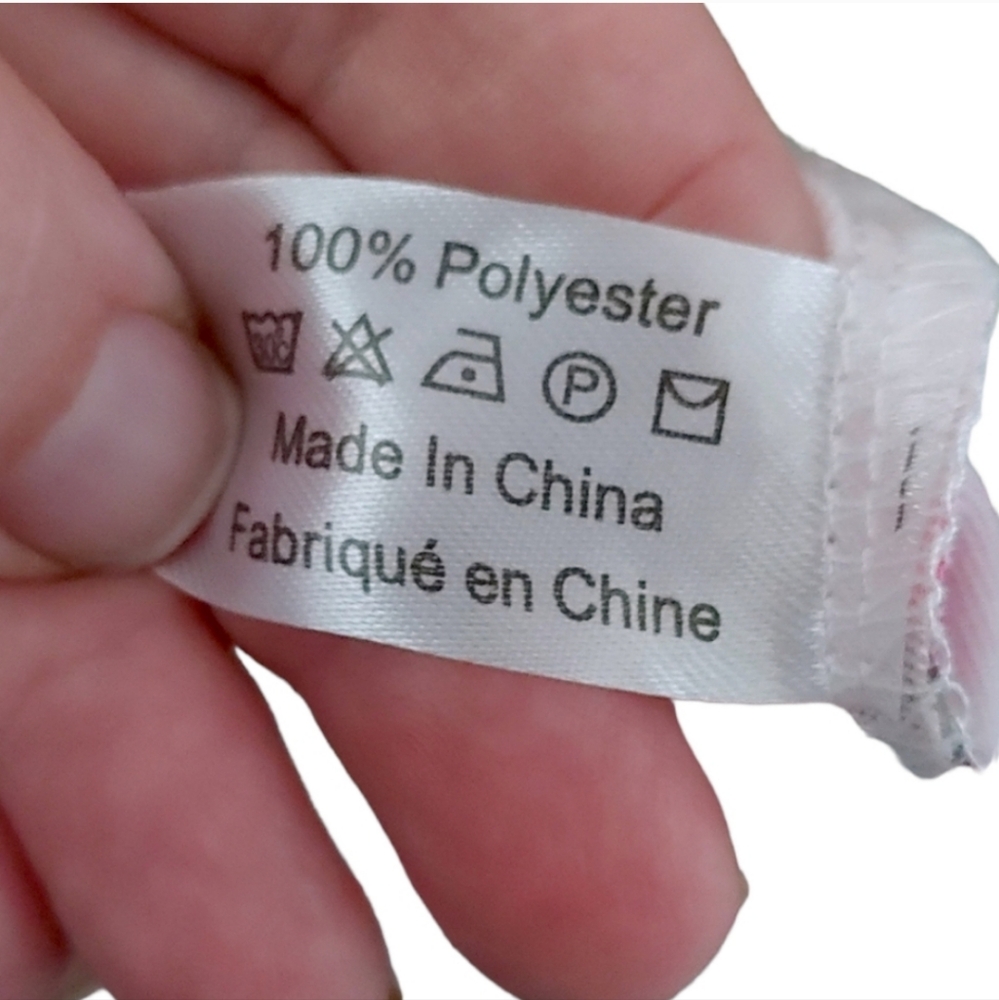 100% Polyester
P
Made In China
Fabriqué en Chine